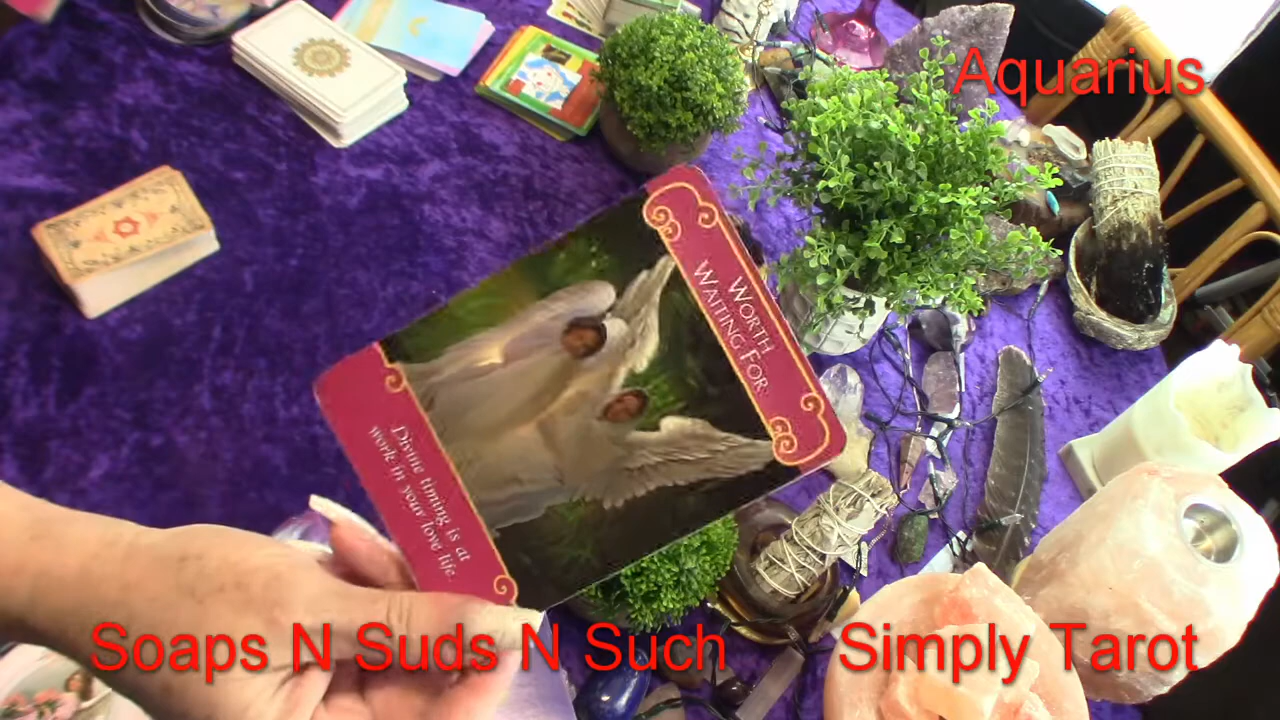 Aquarius
WORTH
WAITING FOR
Divine timing is at
work in your love life.
Soaps N Suds N Such
Simply Tarot